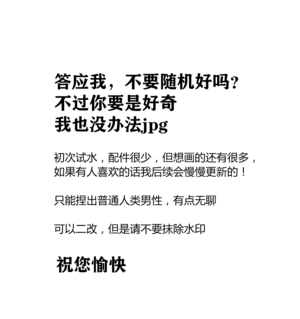 答应我，不要随机好吗？
不过你要是好奇
我也没办法jpg
初次试水，配件很少，但想画的还有很多，
如果有人喜欢的话我后续会慢慢更新的！
只能捏出普通人类男性，有点无聊
可以二改，但是请不要抹除水印
祝您愉快